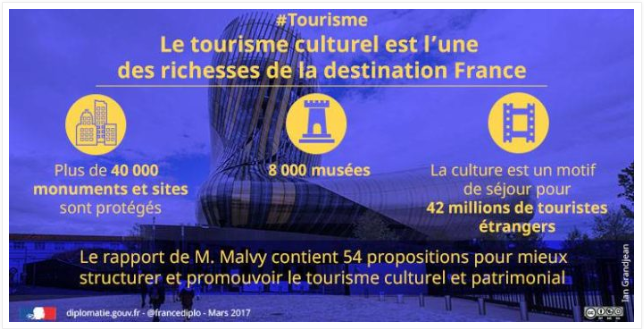 #Tourisme
Le tourisme culturel est l’une
des richesses de la destination France
Plus de 40 000
monuments et sites
sont protégés
8 000 musées
La culture est un motif
de séjour pour
42 millions de touristes
étrangers
Le rapport de M. Malvy contient 54 propositions pour mieux
structurer et promouvoir le tourisme culturel et patrimonial
diplomatie.gouv.fr - @francediplo - Mars 2017
Ian Grandjean